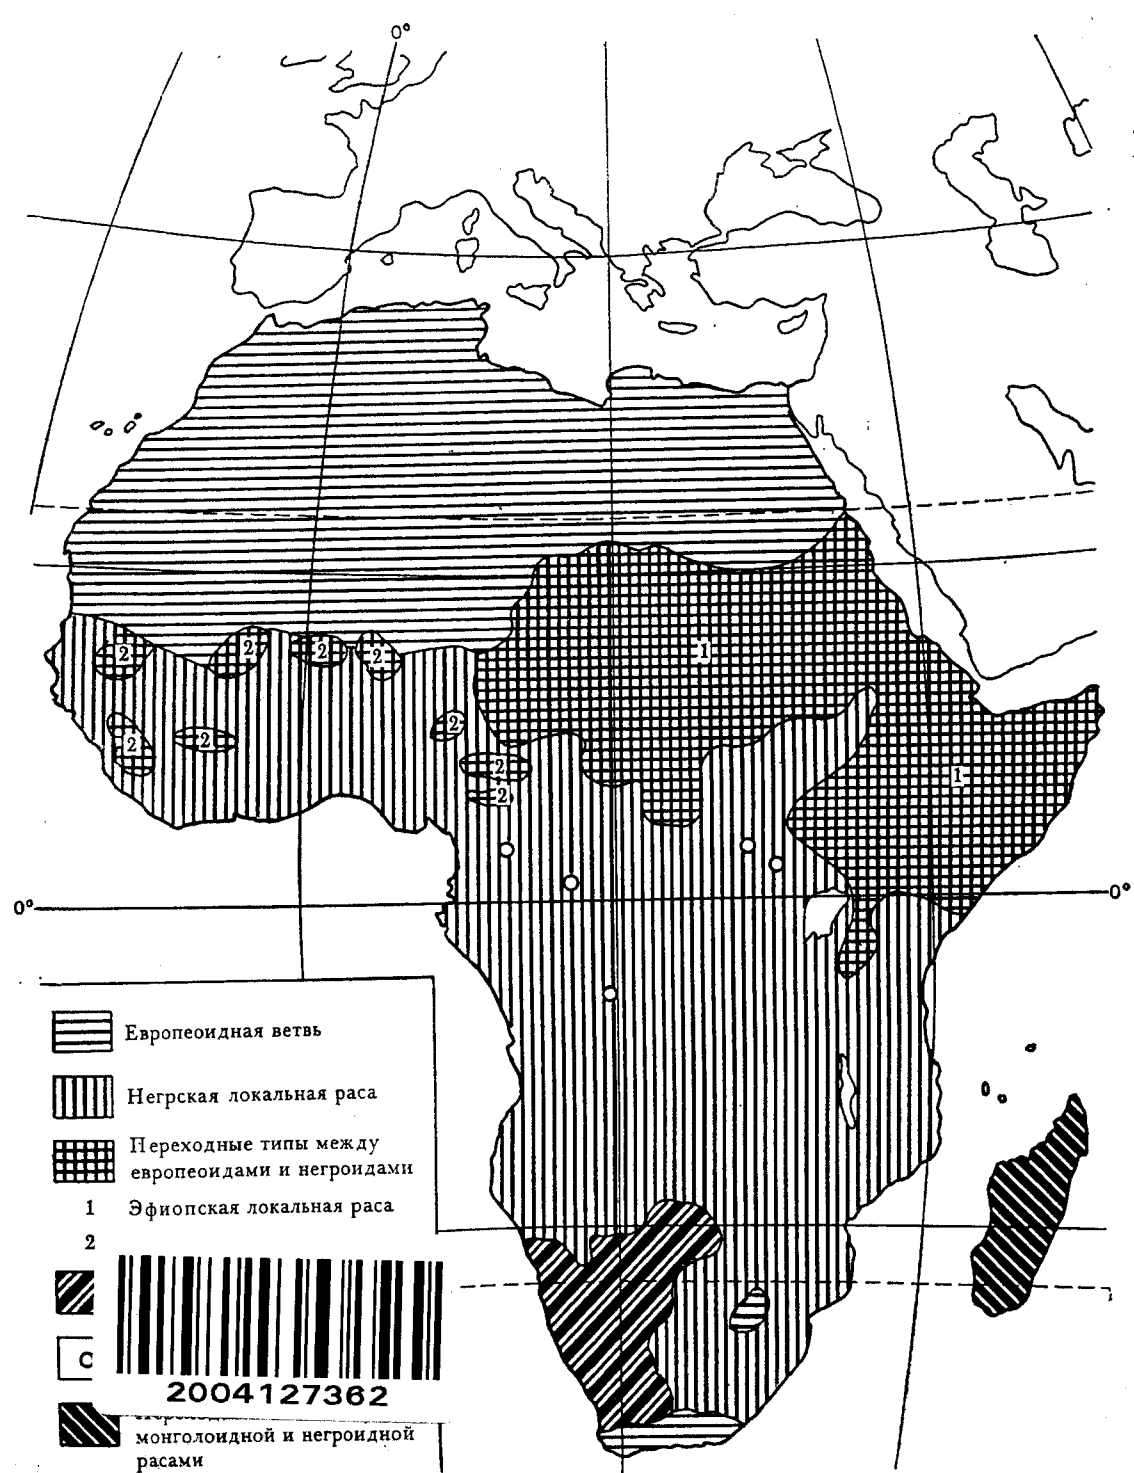 0°
2
2
2
2
1
2
2
2
2
1
2
0°
0°
Европеоидная ветвь
Негрская локальная раса
Переходные типы между
европеоидами и негроидами
1 Эфиопская локальная раса
2
2004127362
монголоидной и негроидной
расами